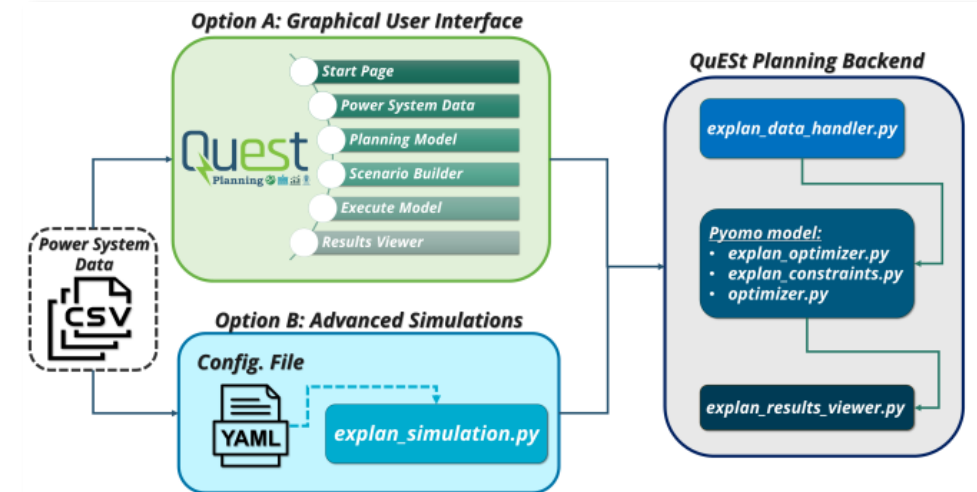 Option A: Graphical User Interface
Quest
Planning
Start Page
Power System Data
Planning Model
Scenario Builder
Execute Model
Results Viewer
Power System
Data
CSV
Option B: Advanced Simulations
Config. File
YAML
explan_simulation.py
QuESt Planning Backend
explan_data_handler.py
Pyomo model:
• explan_optimizer.py
• explan_constraints.py
• optimizer.py
explan_results_viewer.py